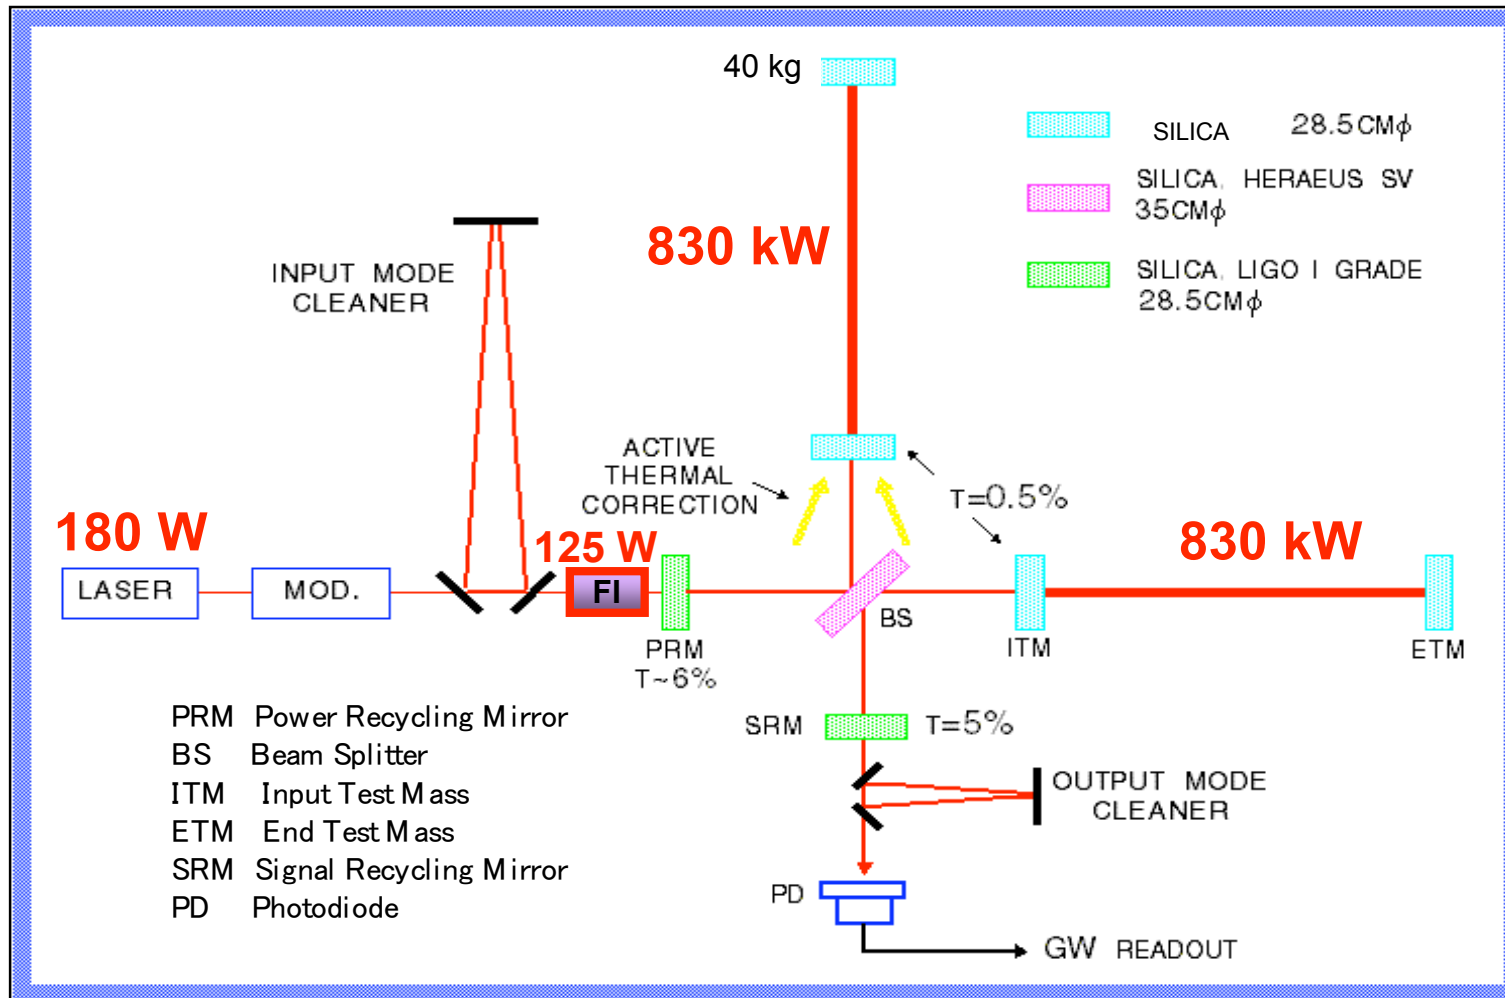 40 kg
SILICA 28.5CMϕ
SILICA, HERAEUS SV
35CMϕ
SILICA, LIGO I GRADE
28.5CMϕ
830 kW
INPUT MODE
CLEANER
ACTIVE
THERMAL
CORRECTION
T=0.5%
830 kW
180 W
125 W
LASER
MOD.
FI
BS
PRM
T~6%
ITM
ETM
SRM
T=5%
PRM Power Recycling Mirror
BS Beam Splitter
ITM Input Test Mass
ETM End Test Mass
SRM Signal Recycling Mirror
PD Photodiode
OUTPUT MODE
CLEANER
PD
GW READOUT